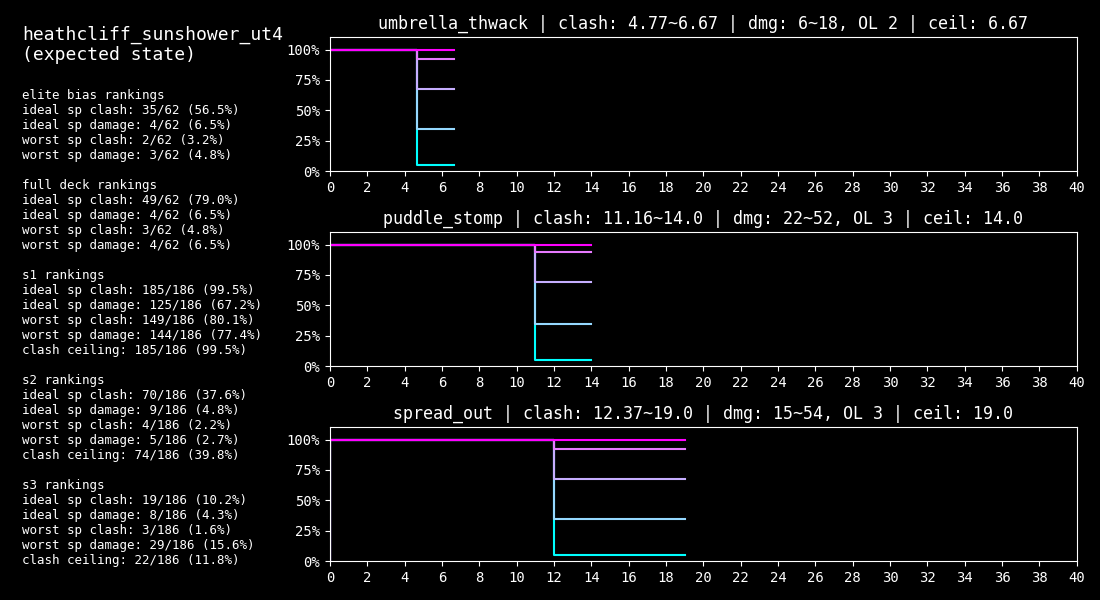 heathcliff_sunshower_ut4
(expected state)
elite bias rankings
ideal sp clash: 35/62 (56.5%)
ideal sp damage: 4/62 (6.5%)
worst sp clash: 2/62 (3.2%)
worst sp damage: 3/62 (4.8%)
full deck rankings
ideal sp clash: 49/62 (79.0%)
ideal sp damage: 4/62 (6.5%)
worst sp clash: 3/62 (4.8%)
worst sp damage: 4/62 (6.5%)
s1 rankings
ideal sp clash: 185/186 (99.5%)
ideal sp damage: 125/186 (67.2%)
worst sp clash: 149/186 (80.1%)
worst sp damage: 144/186 (77.4%)
clash ceiling: 185/186 (99.5%)
s2 rankings
ideal sp clash: 70/186 (37.6%)
ideal sp damage: 9/186 (4.8%)
worst sp clash: 4/186 (2.2%)
worst sp damage: 5/186 (2.7%)
clash ceiling: 74/186 (39.8%)
s3 rankings
ideal sp clash: 19/186 (10.2%)
ideal sp damage: 8/186 (4.3%)
worst sp clash: 3/186 (1.6%)
worst sp damage: 29/186 (15.6%)
clash ceiling: 22/186 (11.8%)
umbrella_thwack | clash: 4.77~6.67 | dmg: 6~18, OL 2 | ceil: 6.67
100%
75%
50%
25%
0%
0 2 4 6 8 10 12 14 16 18 20 22 24 26 28 30 32 34 36 38 40
puddle_stomp | clash: 11.16~14.0 | dmg: 22~52, OL 3 | ceil: 14.0
100%
75%
50%
25%
0%
0 2 4 6 8 10 12 14 16 18 20 22 24 26 28 30 32 34 36 38 40
spread_out | clash: 12.37~19.0 | dmg: 15~54, OL 3 | ceil: 19.0
100%
75%
50%
25%
0%
0 2 4 6 8 10 12 14 16 18 20 22 24 26 28 30 32 34 36 38 40